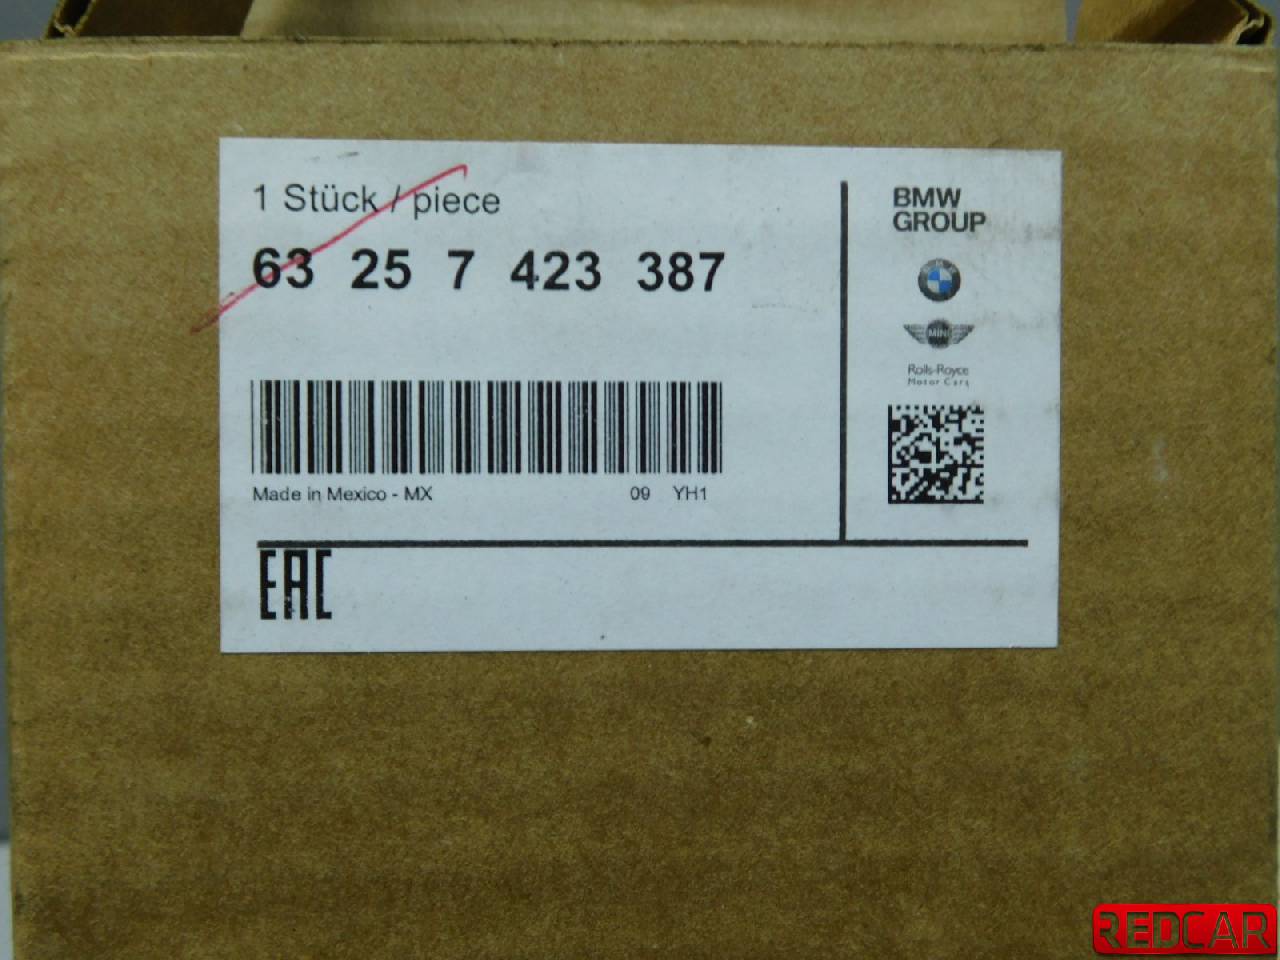 1 Stück / piece
63 25 7 423 387
Made in Mexico - MX 09 YH1
EAC
BMW
GROUP
MINI
Rolls-Royce
Motor Cars
REDCAR